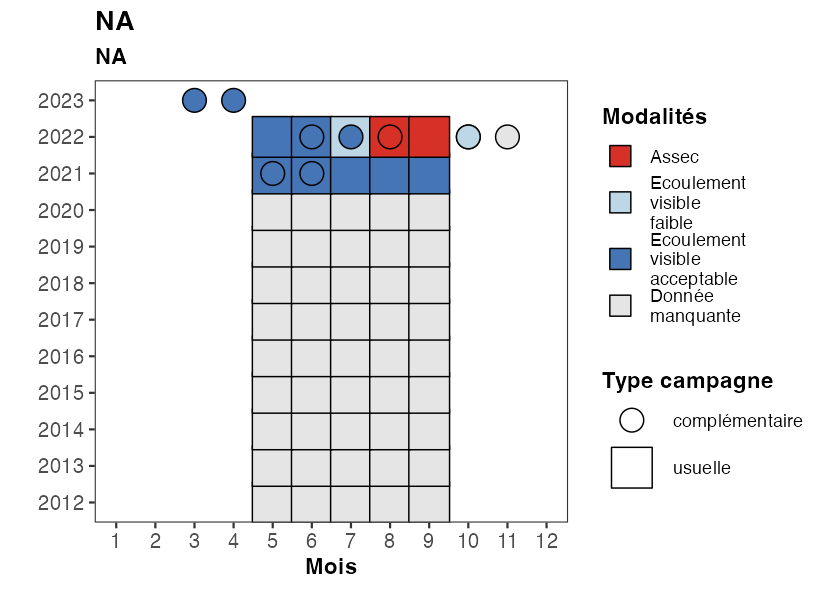 NA
NA
2023
2022
2021
2020
2019
2018
2017
2016
2015
2014
2013
2012
1 2 3 4 5 6 7 8 9 10 11 12
Mois
Modalités
Assec
Ecoulement
visible
faible
Ecoulement
visible
acceptable
Donnée
manquante
Type campagne
complémentaire
usuelle